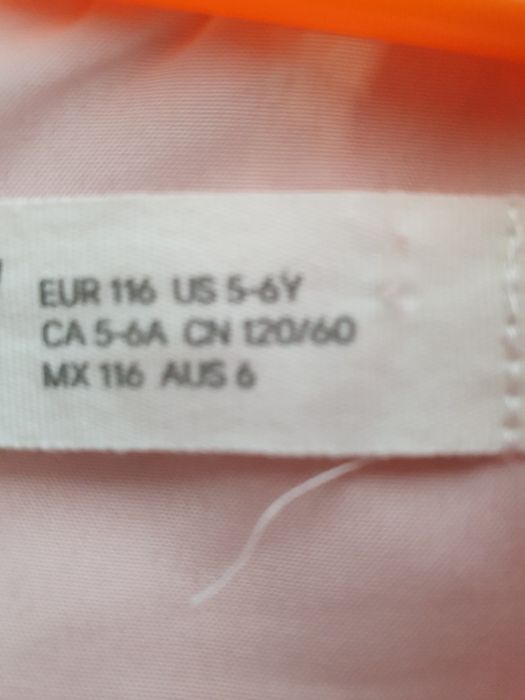 EUR 116 US 5-6Y
CA 5-6A CN 120/60
MX 116 AUS 6